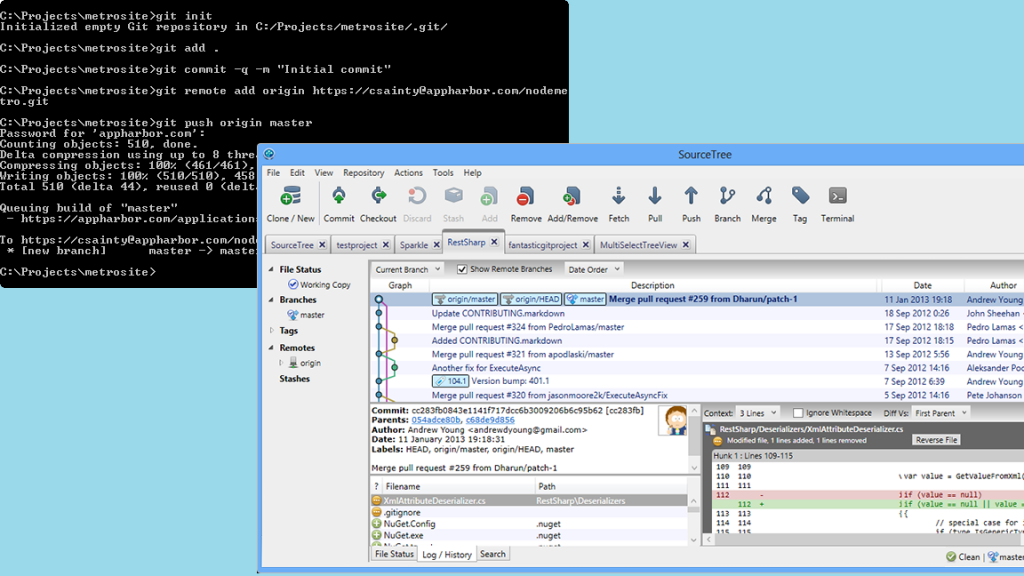 C:\Projects\metrosite>git init
Initialized empty Git repository in C:/Projects/metrosite/.git/
C:\Projects\metrosite>git add .
C:\Projects\metrosite>git commit -q -m "Initial commit"
C:\Projects\metrosite>git remote add origin https://csainty@appharbor.com/nodeme
tro.git
C:\Projects\metrosite>git push origin master
Password for 'appharbor.com':
Counting objects: 510, done.
Delta compression using up to 8 thre
Compressing objects: 100% (461/461),
Writing objects: 100% (510/510), 458
Total 510 (delta 44), reused 0 (delt
Queuing build of "master"
- https://appharbor.com/application
To https://csainty@appharbor.com/nod
* [new branch] master -> maste
C:\Projects\metrosite>
SourceTree
File Edit View Repository Actions Tools Help
Clone / New Commit Checkout Discard Stash Add Remove Add/Remove Fetch Pull Push Branch Merge Tag Terminal
SourceTree testproject Sparkle RestSharp fantasticgitproject MultiSelectTreeView
File Status
Working Copy
Branches
master
Tags
Remotes
origin
Stashes
Current Branch Show Remote Branches Date Order
Graph Description Date Author
origin/master origin/HEAD master Merge pull request #259 from Dharun/patch-1 11 Jan 2013 19:18 Andrew Young
Update CONTRIBUTING.markdown 18 Sep 2012 0:26 John Sheehan
Merge pull request #324 from PedroLamas/master 17 Sep 2012 18:18 Pedro Lamas
Added CONTRIBUTING.markdown 17 Sep 2012 18:15 Pedro Lamas
Merge pull request #321 from apodlaski/master 13 Sep 2012 5:56 Andrew Young
Another fix for ExecuteAsync 7 Sep 2012 14:16 Aleksander Poc
104.1 Version bump: 401.1 7 Sep 2012 6:39 Andrew Young
Merge pull request #320 from jasonmoore2k/ExecuteAsyncFix 5 Sep 2012 14:16 Pete Johanson
Commit: cc283fb0843e1141f717dcc6b3009206b6c95b62 [cc283fb]
Parents: 054adce80b, c68de9d856
Author: Andrew Young <andrewdyoung@gmail.com>
Date: 11 January 2013 19:18:31
Labels: HEAD, origin/master, origin/HEAD, master
Merge pull request #259 from Dharun/patch-1
? Filename Path
XmlAttributeDeserializer.cs RestSharp\Deserializers
.gitignore
NuGet.Config .nuget
NuGet.exe .nuget
File Status Log / History Search
Context: 3 Lines Ignore Whitespace Diff Vs: First Parent
RestSharp/Deserializers/XmlAttributeDeserializer.cs
Modified file, 1 lines added, 1 lines removed Reverse File
Hunk 1 : Lines 109-115
109 109
110 110 var value = GetValueFromXml(
111 111
112 - if (value == null)
112 + if (value == null || value =
113 113 {
114 114 // special case for
115 115 if (type.IsGenericT
Clean master